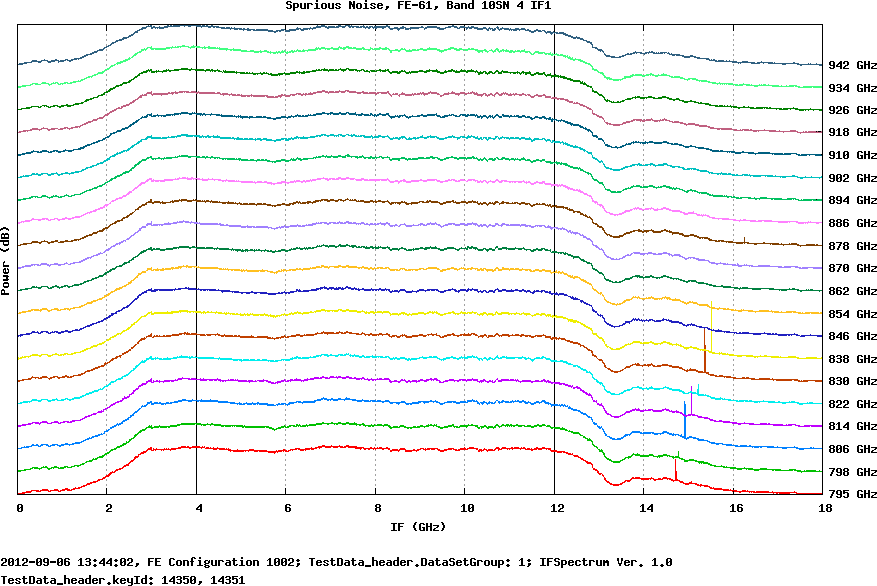 Spurious Noise, FE-61, Band 10SN 4 IF1
942 GHz
934 GHz
926 GHz
918 GHz
910 GHz
902 GHz
894 GHz
886 GHz
878 GHz
870 GHz
862 GHz
854 GHz
846 GHz
838 GHz
830 GHz
822 GHz
814 GHz
806 GHz
798 GHz
795 GHz
Power (dB)
0 2 4 6 8 10 12 14 16 18
IF (GHz)
2012-09-06 13:44:02, FE Configuration 1002; TestData_header.DataSetGroup: 1; IFSpectrum Ver. 1.0
TestData_header.keyId: 14350, 14351